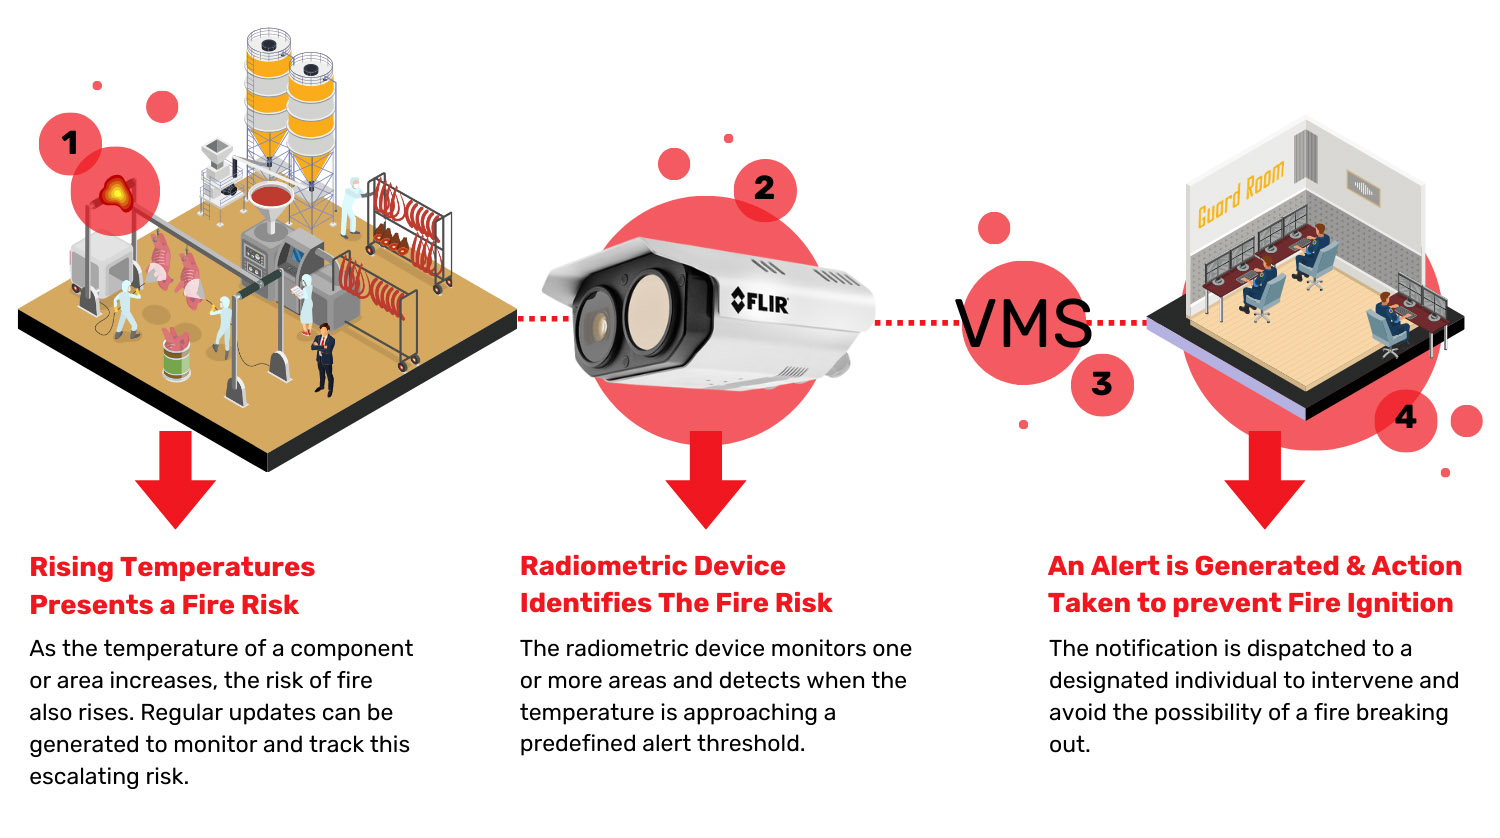 1
2
FLIR
VMS
3
Guard Room
4
Rising Temperatures
Presents a Fire Risk
As the temperature of a component
or area increases, the risk of fire
also rises. Regular updates can be
generated to monitor and track this
escalating risk.
Radiometric Device
Identifies The Fire Risk
The radiometric device monitors one
or more areas and detects when the
temperature is approaching a
predefined alert threshold.
An Alert is Generated & Action
Taken to prevent Fire Ignition
The notification is dispatched to a
designated individual to intervene and
avoid the possibility of a fire breaking
out.